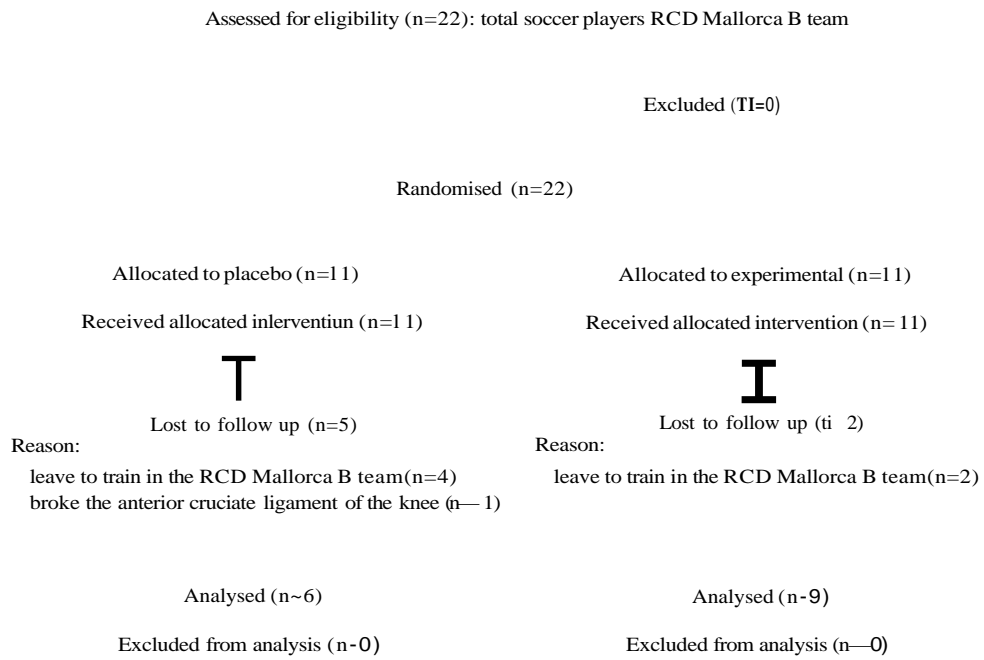 Assessed for eligibility (n=22): total soccer players RCD Mallorca B team
Excluded (TI=0)
Randomised (n=22)
Allocated to placebo (n=l 1)
Allocated to experimental (n=l 1)
Received allocated inlerventiun (n=l 1)
Received allocated intervention (n= 11)
T
I
Lost to follow up (n=5)
Lost to follow up (ti 2)
Reason:
Reason:
leave to train in the RCD Mallorca B team(n=4)
leave to train in the RCD Mallorca B team(n=2)
broke the anterior cruciate ligament of the knee (n— 1)
Analysed (n~6)
Analysed (n-9)
Excluded from analysis (n-0)
Excluded from analysis (n—0)